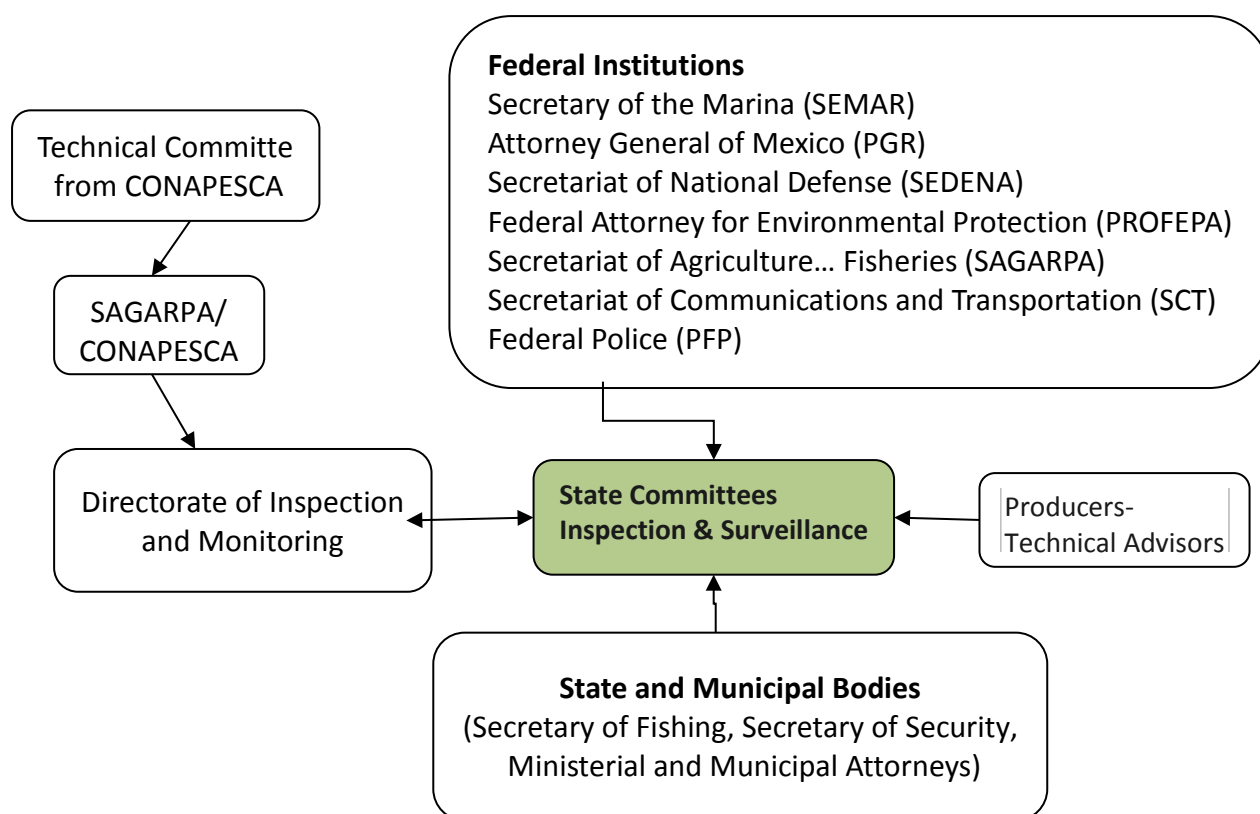 Federal Institutions
Secretary of the Marina (SEMAR)
Attorney General of Mexico (PGR)
Secretariat of National Defense (SEDENA)
Federal Attorney for Environmental Protection (PROFEPA)
Secretariat of Agriculture… Fisheries (SAGARPA)
Secretariat of Communications and Transportation (SCT)
Federal Police (PFP)
Technical Committe
from CONAPESCA
SAGARPA/
CONAPESCA
Directorate of Inspection
and Monitoring
State Committees
Inspection & Surveillance
Producers-
Technical Advisors
State and Municipal Bodies
(Secretary of Fishing, Secretary of Security,
Ministerial and Municipal Attorneys)